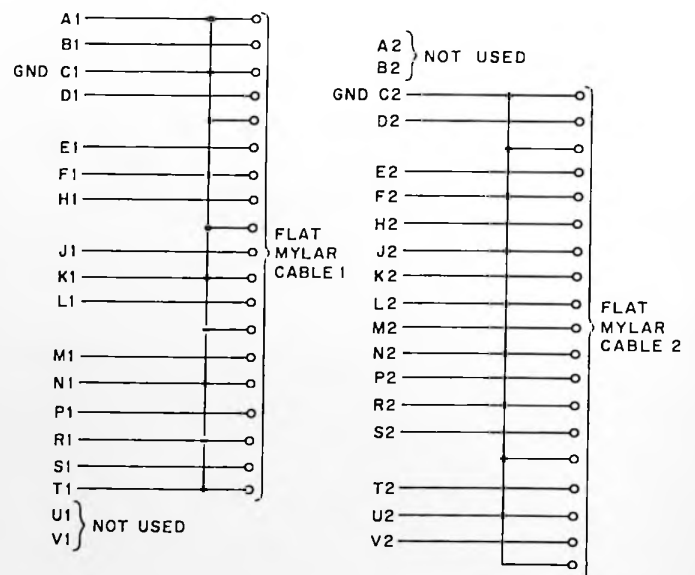 A1
B1
GND C1
D1
E1
F1
H1
J1
K1
L1
M1
N1
P1
R1
S1
T1
U1
V1
NOT USED
FLAT
MYLAR
CABLE 1
A2
B2
NOT USED
GND C2
D2
E2
F2
H2
J2
K2
L2
M2
N2
P2
R2
S2
T2
U2
V2
FLAT
MYLAR
CABLE 2